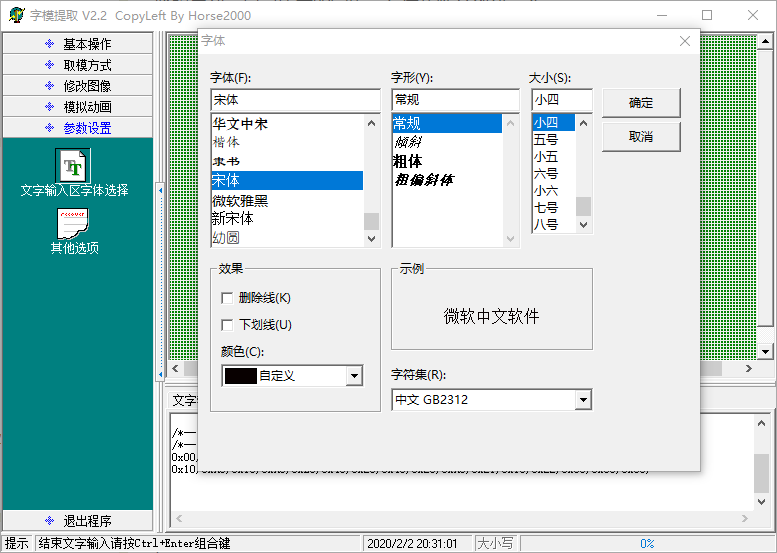 字模提取 V2.2 CopyLeft By Horse2000
基本操作
取模方式
修改图像
模拟动画
参数设置
文字输入区字体选择
其他选项
退出程序
字体
字体(F):
宋体
华文中宋
楷体
隶书
宋体
微软雅黑
新宋体
幼圆
字形(Y):
常规
常规
倾斜
粗体
粗偏斜体
大小(S):
小四
小四
五号
小五
六号
小六
七号
八号
确定
取消
效果
删除线(K)
下划线(U)
颜色(C):
自定义
示例
微软中文软件
字符集(R):
中文 GB2312
文字
/*—
/*—
0x00,
提示
结束文字输入请按Ctrl+Enter组合键
2020/2/2 20:31:01
大小写
0%